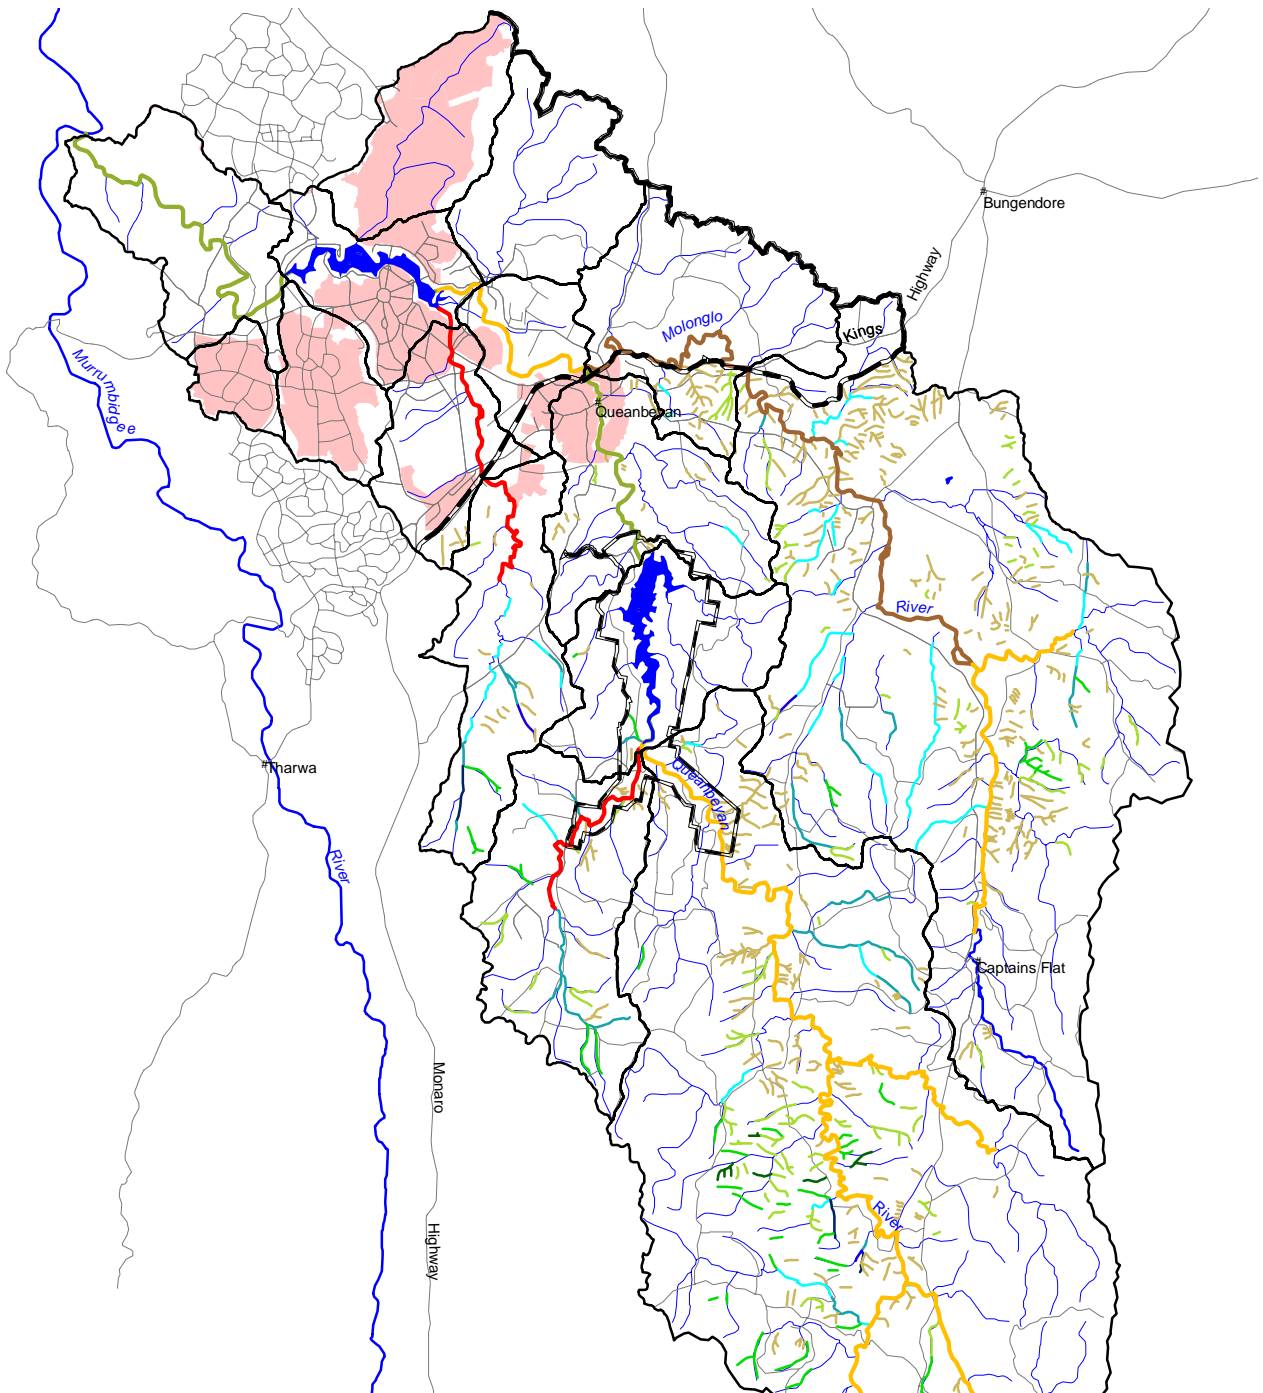 #
Bungendore
Highway
Kings
Molonglo
Murrumbidgee
#
Queanbeyan
River
#
Tharwa
Queanbeyan
River
#
Captains Flat
Monaro
River
Highway